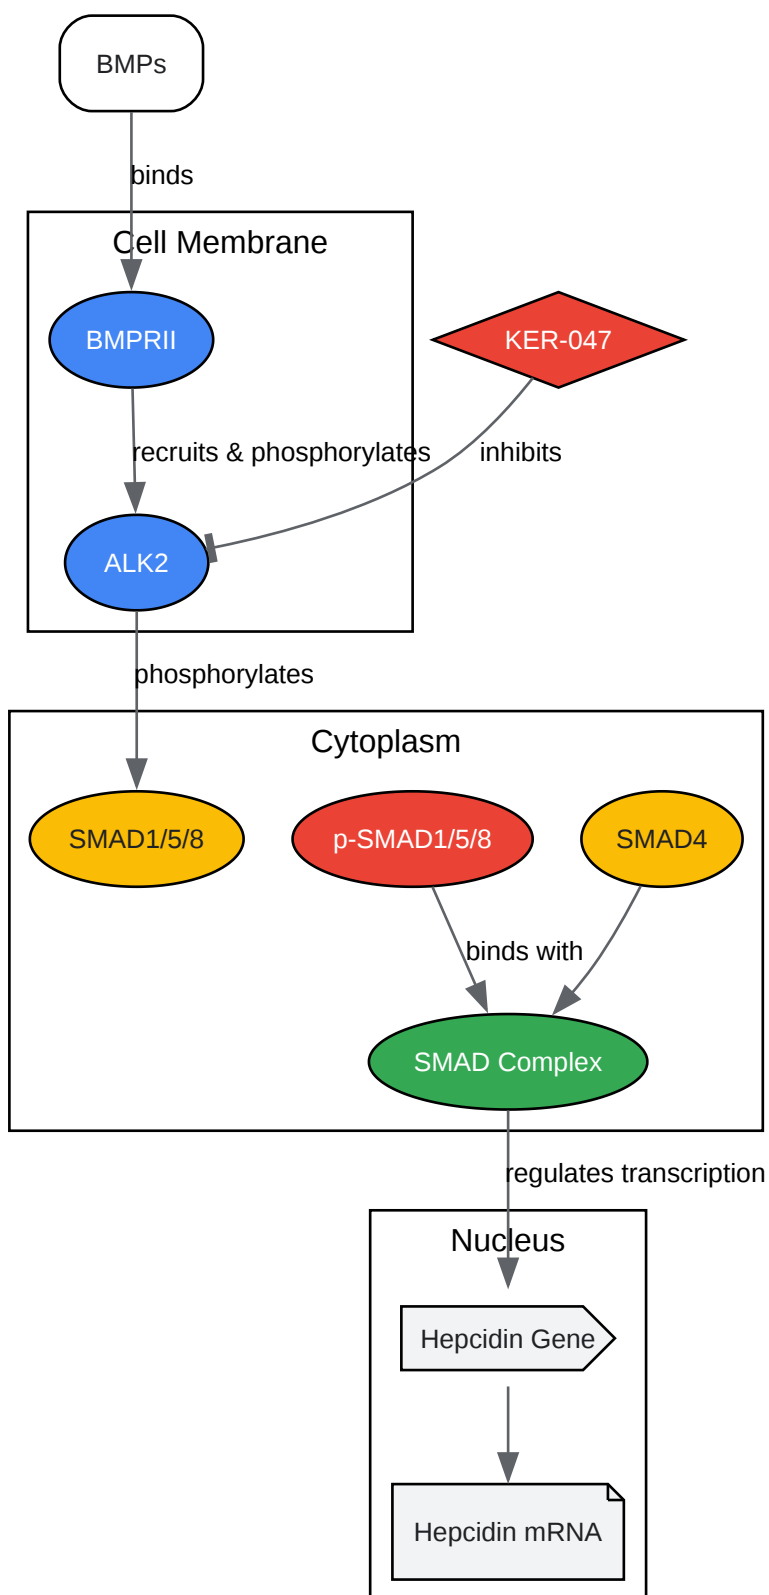 BMPs
binds
Cell Membrane
BMPRII
KER-047
recruits & phosphorylates
inhibits
ALK2
phosphorylates
Cytoplasm
SMAD1/5/8
p-SMAD1/5/8
SMAD4
binds with
SMAD Complex
regulates transcription
Nucleus
Hepcidin Gene
Hepcidin mRNA